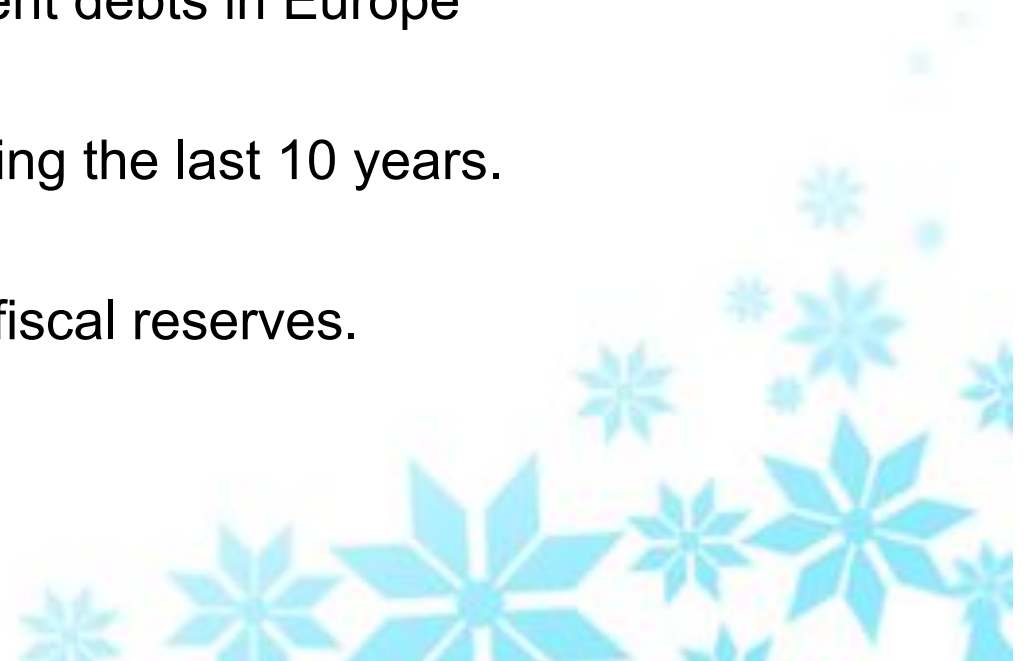 ent debts in Europe
ing the last 10 years.
fiscal reserves.